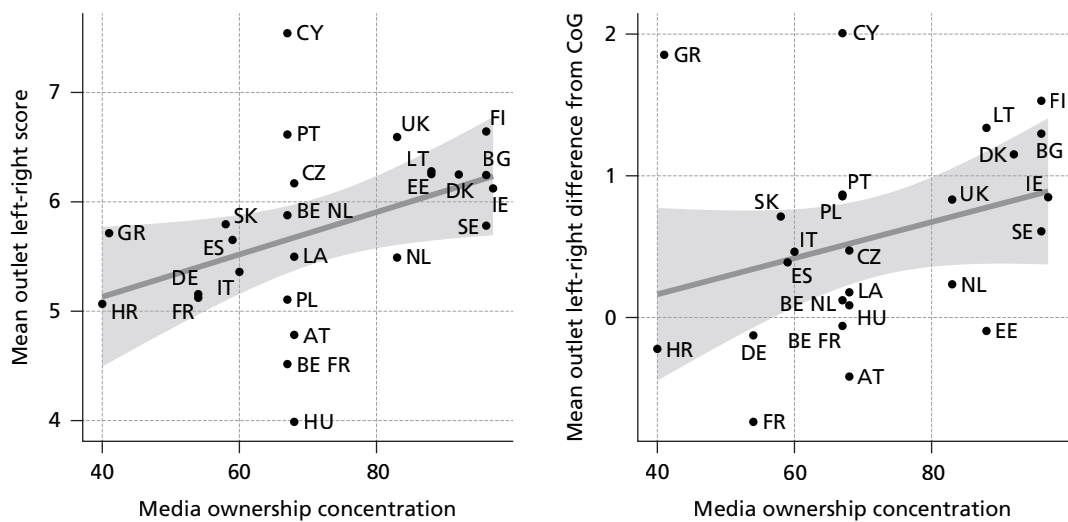 Mean outlet left-right score
7
6
5
4
CY
PT
UK
FI
CZ
LT
BG
EE
DK
IE
BE NL
SK
GR
SE
ES
LA
NL
DE
IT
HR
FR
PL
AT
BE FR
HU
40
60
80
Media ownership concentration
Mean outlet left-right difference from CoG
2
1
0
CY
GR
FI
LT
BG
DK
PT
PL
IE
UK
SK
SE
IT
CZ
ES
NL
LA
BE NL
HU
BE FR
EE
DE
HR
AT
FR
40
60
80
Media ownership concentration